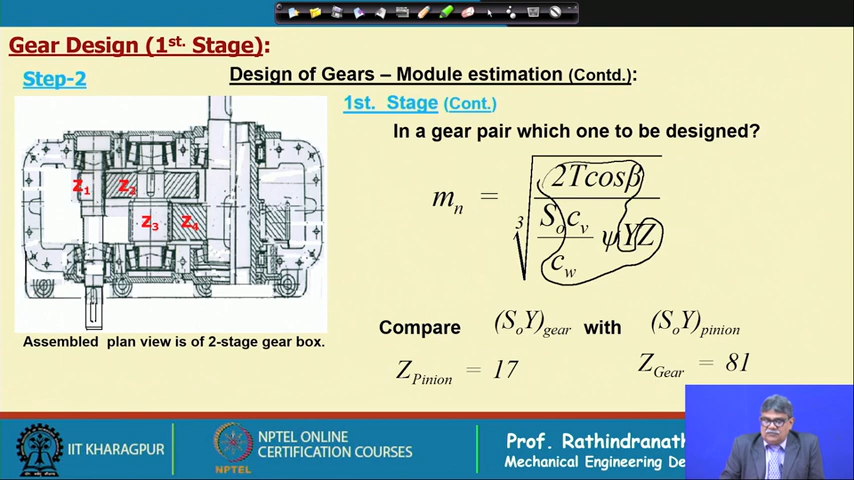 Gear Design (1st. Stage):
Step-2
Design of Gears – Module estimation (Contd.):
1st. Stage (Cont.)
In a gear pair which one to be designed?
Z1 Z2
Z3 Z4
m_n = ∛(2Tcosβ / ((S_o c_v / c_w) ψYZ))
Assembled plan view is of 2-stage gear box.
Compare (S_oY)_gear with (S_oY)_pinion
Z_Pinion = 17
Z_Gear = 81
IIT KHARAGPUR
NPTEL
NPTEL ONLINE
CERTIFICATION COURSES
Prof. Rathindranath
Mechanical Engineering